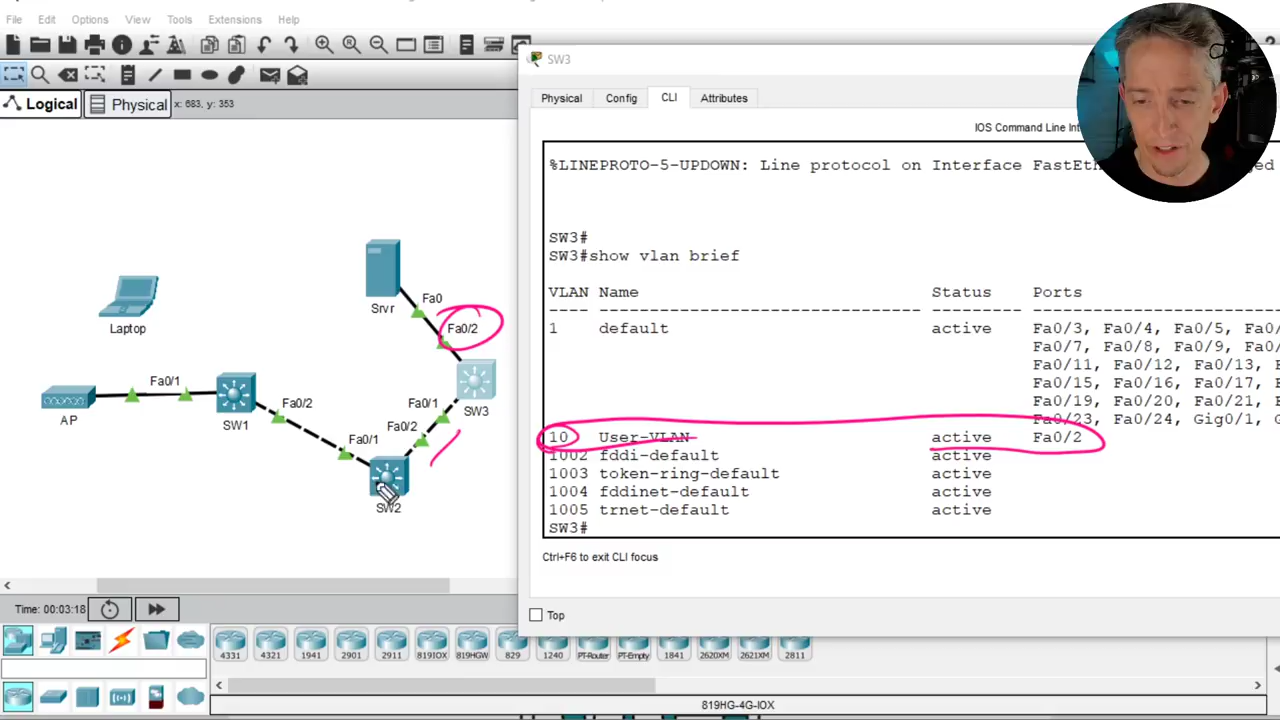 File Edit Options View Tools Extensions Help
SW3
Logical Physical x: 683, y: 353
Physical Config CLI Attributes
IOS Command Line
%LINEPROTO-5-UPDOWN: Line protocol on Interface
SW3#
SW3#show vlan brief
VLAN Name Status Ports
---- -------------------------------- --------- -------------------------------
1 default active Fa0/3, Fa0/4, Fa0/5,
Fa0/7, Fa0/8, Fa0/9,
Fa0/11, Fa0/12, Fa0/13,
Fa0/15, Fa0/16, Fa0/17,
Fa0/19, Fa0/20, Fa0/21,
Fa0/23, Fa0/24, Gig0/1,
10 User-VLAN active Fa0/2
1002 fddi-default active
1003 token-ring-default active
1004 fddinet-default active
1005 trnet-default active
SW3#
Ctrl+F6 to exit CLI focus
Top
Laptop
Srvr
Fa0
Fa0/2
AP
Fa0/1
SW1
Fa0/2
Fa0/1
SW3
Fa0/2
Fa0/1
SW2
Time: 00:03:18
4331 4321 1941 2901 2911 819IOX 819HGW 829 1240 PT-Router PT-Empty 1841 2620XM 2621XM 2811
819HG-4G-IOX